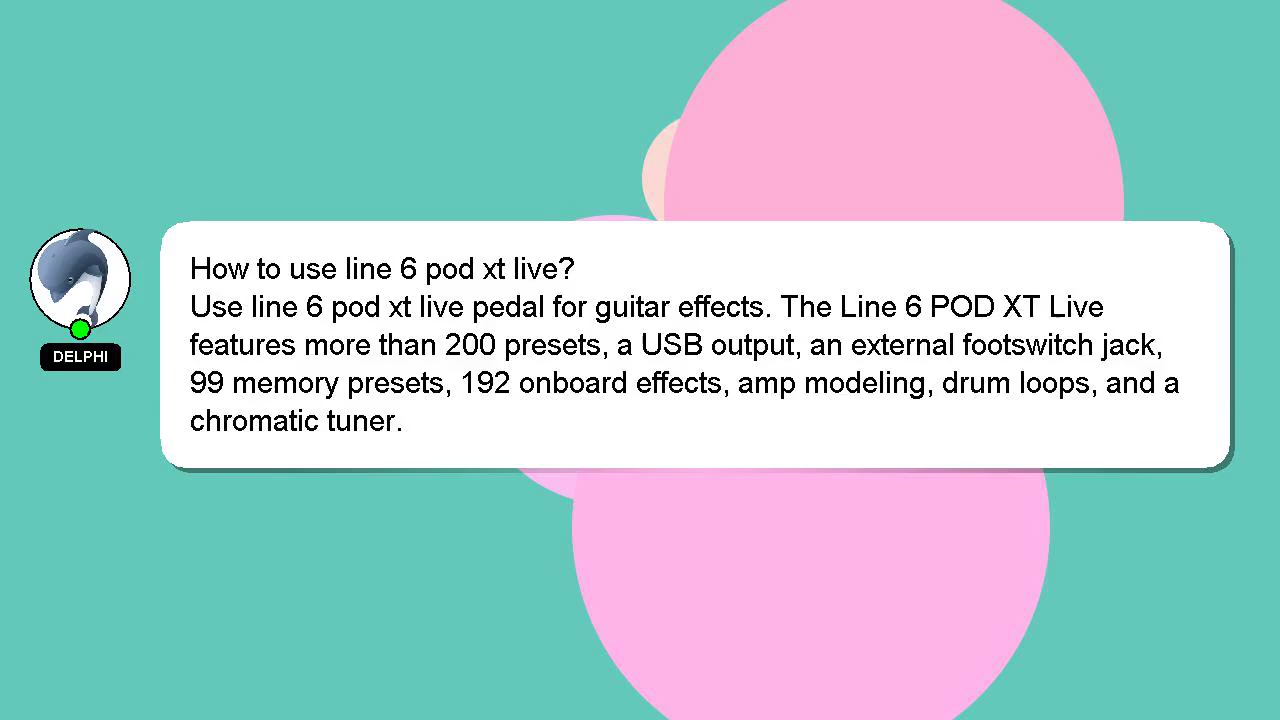 How to use line 6 pod xt live?
Use line 6 pod xt live pedal for guitar effects. The Line 6 POD XT Live
features more than 200 presets, a USB output, an external footswitch jack,
99 memory presets, 192 onboard effects, amp modeling, drum loops, and a
chromatic tuner.
DELPHI